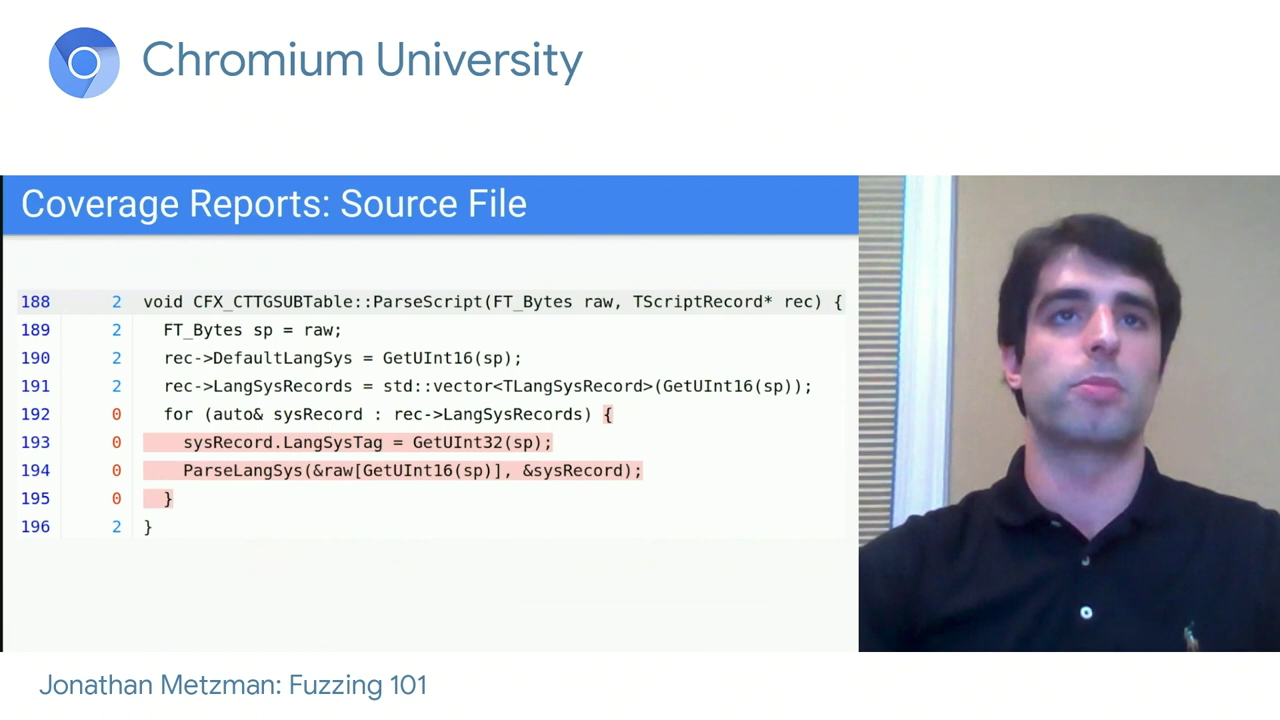 Chromium University
Coverage Reports: Source File
188 2 void CFX_CTTGSUBTable::ParseScript(FT_Bytes raw, TScriptRecord* rec) {
189 2 FT_Bytes sp = raw;
190 2 rec->DefaultLangSys = GetUInt16(sp);
191 2 rec->LangSysRecords = std::vector<TLangSysRecord>(GetUInt16(sp));
192 0 for (auto& sysRecord : rec->LangSysRecords) {
193 0 sysRecord.LangSysTag = GetUInt32(sp);
194 0 ParseLangSys(&raw[GetUInt16(sp)], &sysRecord);
195 0 }
196 2 }
Jonathan Metzman: Fuzzing 101